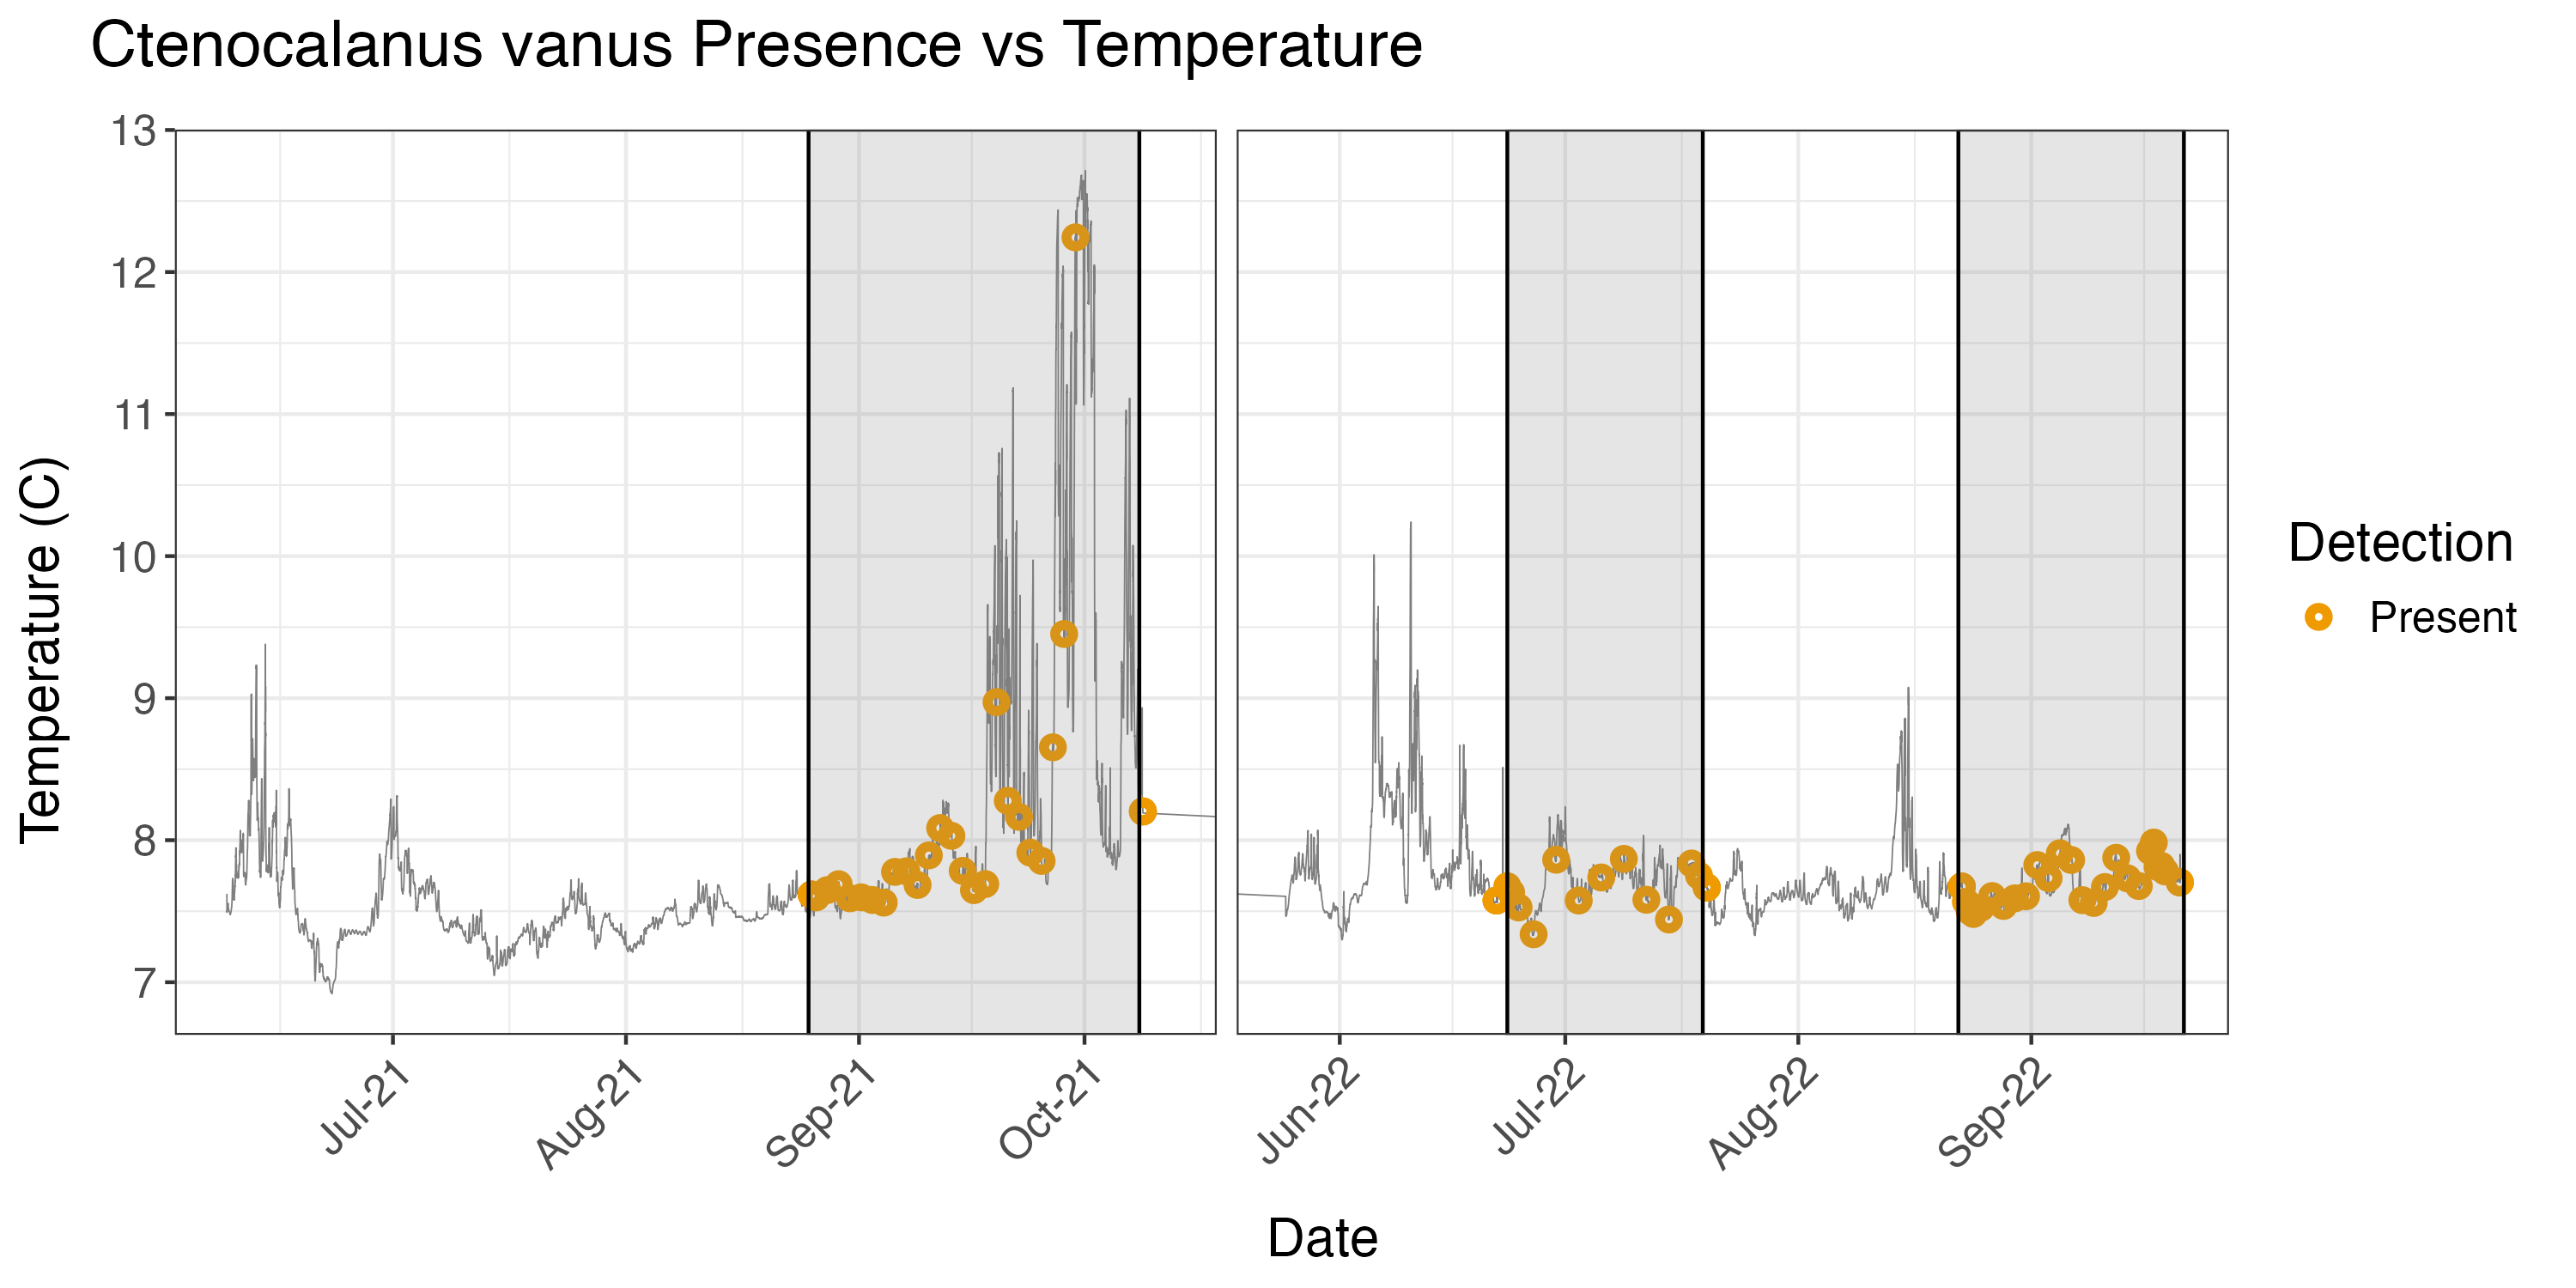 Ctenocalanus vanus Presence vs Temperature
13
12
11
10
9
8
7
Temperature (C)
Jul-21
Aug-21
Sep-21
Oct-21
Jun-22
Jul-22
Aug-22
Sep-22
Date
Detection
Present